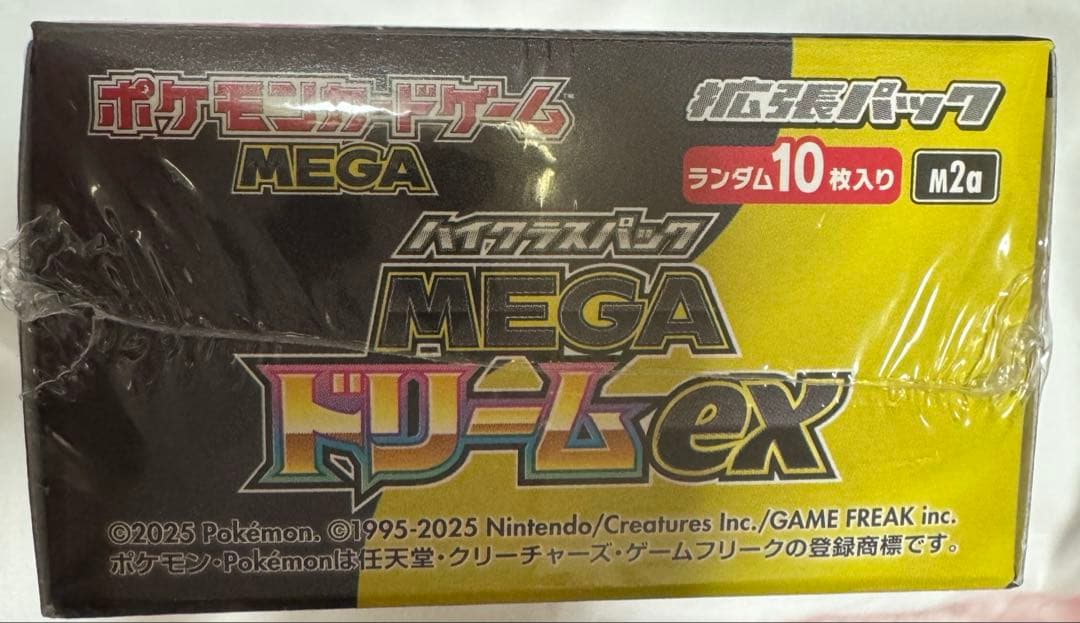 ポケモンカードゲーム™
MEGA
拡張パック
ランダム10枚入り
M2a
ハイクラスパック
MEGA
ドリームex
©2025 Pokémon. ©1995-2025 Nintendo/Creatures Inc./GAME FREAK inc.
ポケモン・Pokémonは任天堂・クリーチャーズ・ゲームフリークの登録商標です。